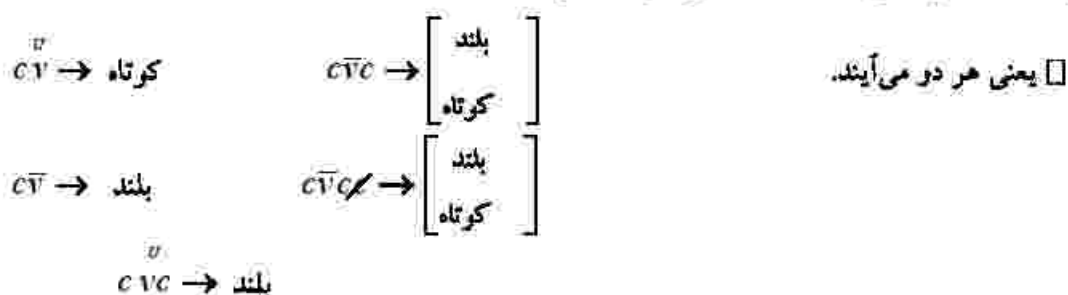 cv̆ → کوتاه    cv̄c → [بلند کوتاه]    [] یعنی هر دو می‌آیند.
cv̄ → بلند    cv̄cc̸ → [بلند کوتاه]
cv̆c → بلند